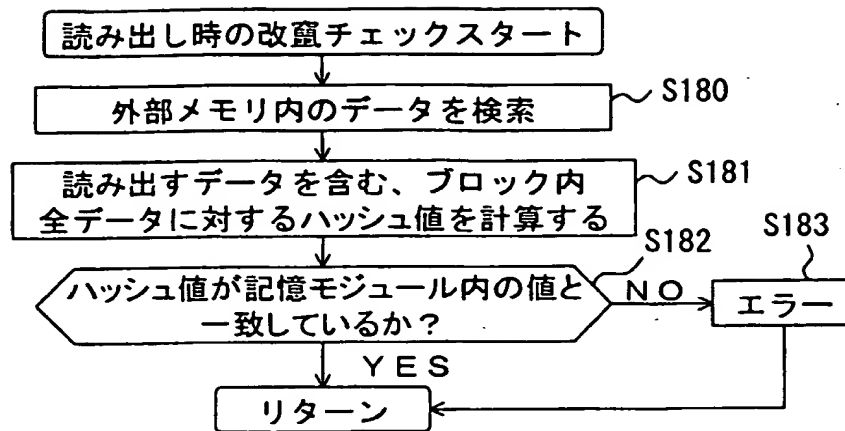 読み出し時の改竄チェックスタート
外部メモリ内のデータを検索
S180
読み出すデータを含む、ブロック内
全データに対するハッシュ値を計算する
S181
ハッシュ値が記憶モジュール内の値と
一致しているか?
S182
NO
S183
エラー
YES
リターン